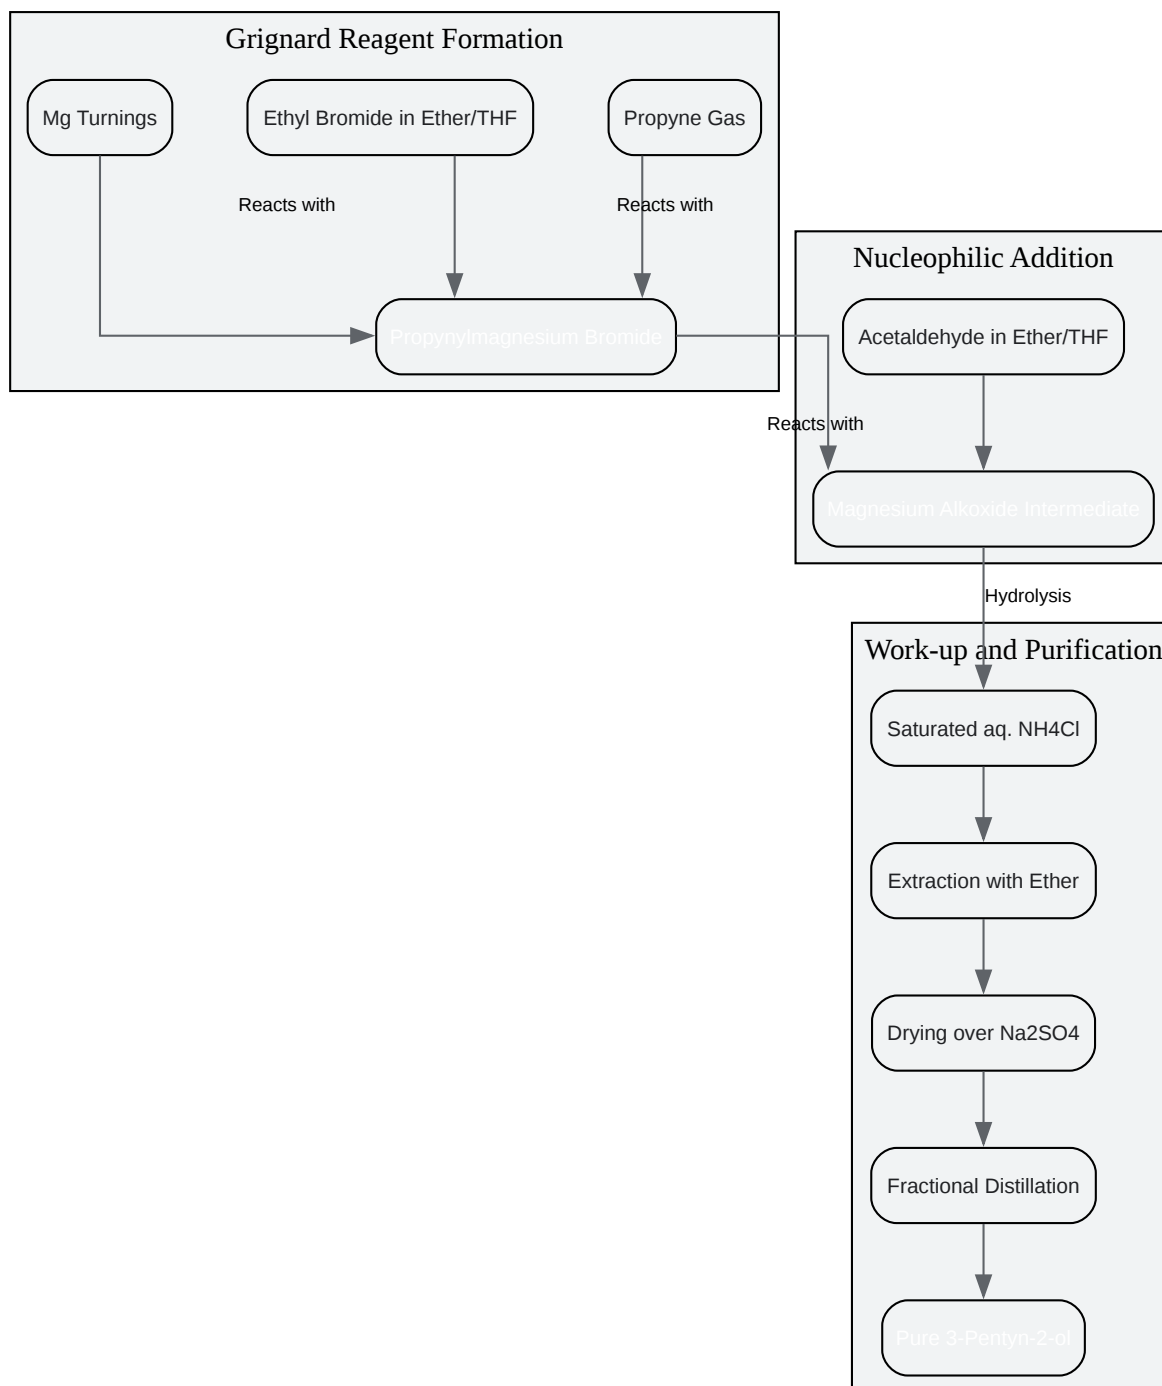 Grignard Reagent Formation
Mg Turnings
Ethyl Bromide in Ether/THF
Propyne Gas
Reacts with
Reacts with
Propynylmagnesium Bromide
Nucleophilic Addition
Acetaldehyde in Ether/THF
Reacts with
Magnesium Alkoxide Intermediate
Hydrolysis
Work-up and Purification
Saturated aq. NH4Cl
Extraction with Ether
Drying over Na2SO4
Fractional Distillation
Pure 3-Pentyn-2-ol